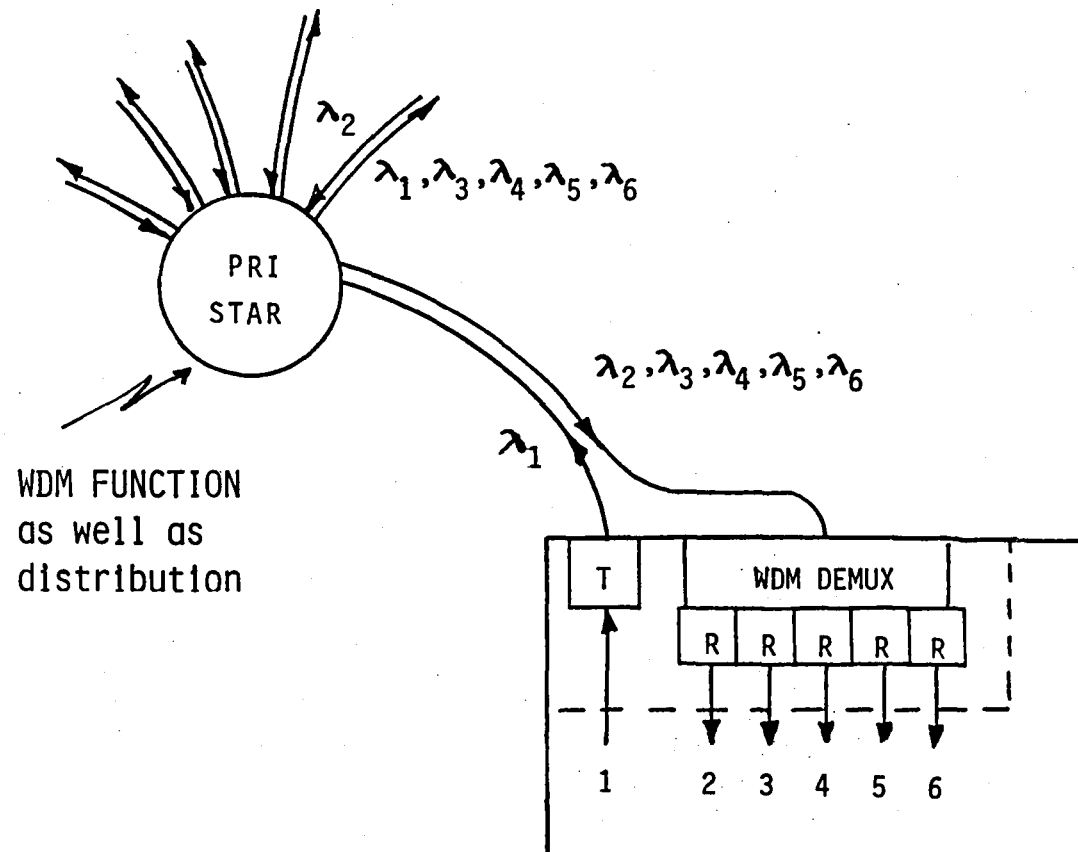 λ2
λ1,λ3,λ4,λ5,λ6
PRI
STAR
λ2,λ3,λ4,λ5,λ6
λ1
WDM FUNCTION
as well as
distribution
T
WDM DEMUX
R R R R R
1 2 3 4 5 6